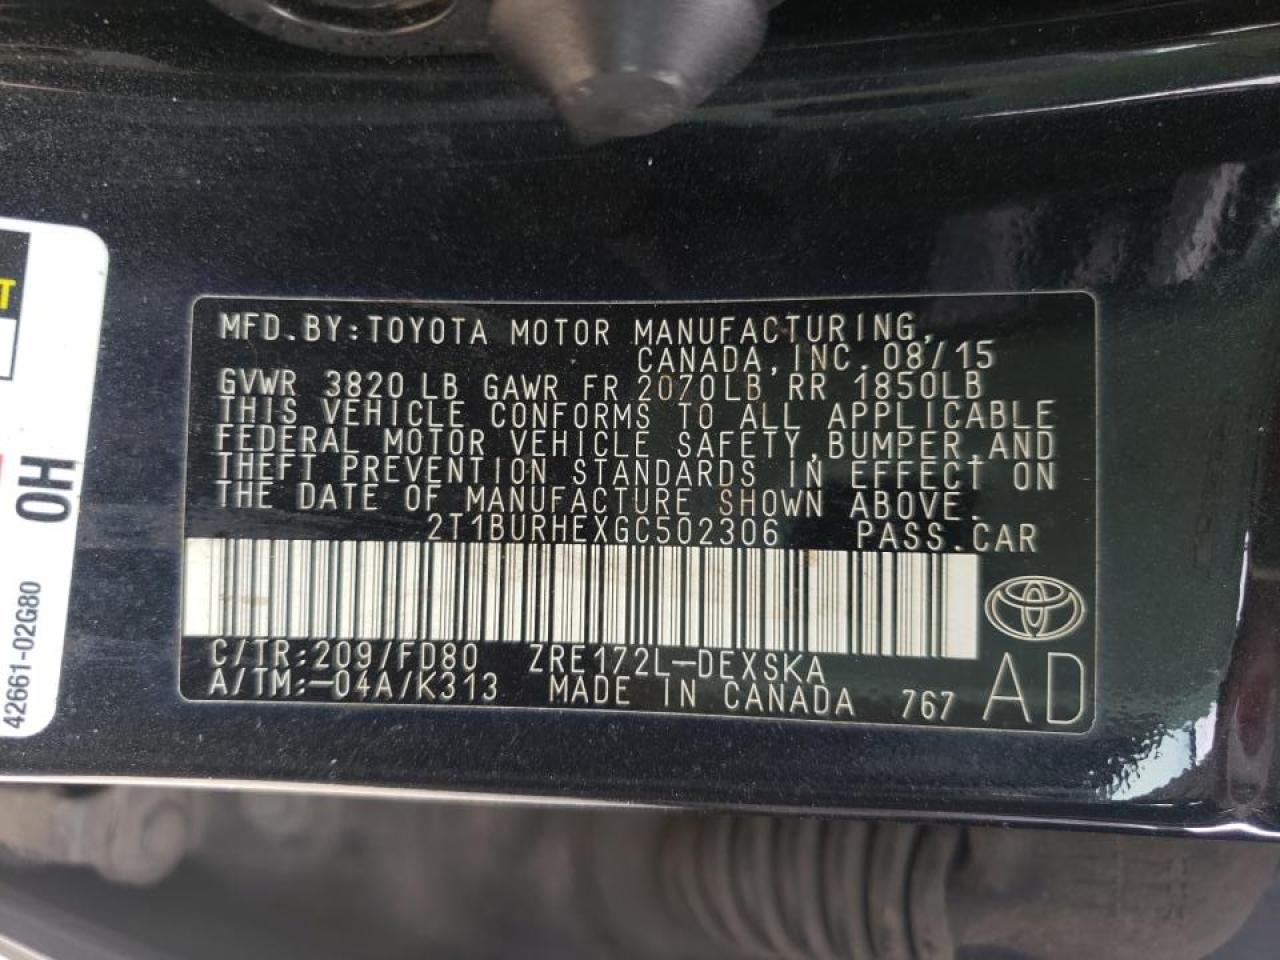 MFD.BY:TOYOTA MOTOR MANUFACTURING,
CANADA,INC.08/15
GVWR 3820LB GAWR FR 2070LB RR 1850LB
THIS VEHICLE CONFORMS TO ALL APPLICABLE
FEDERAL MOTOR VEHICLE SAFETY,BUMPER,AND
THEFT PREVENTION STANDARDS IN EFFECT ON
THE DATE OF MANUFACTURE SHOWN ABOVE.
2T1BURHEXGC502306 PASS.CAR
C/TR:209/FD80 ZRE172L-DEXSKA
A/TM:-04A/K313 MADE IN CANADA 767 AD
T
OH
42661-02G80